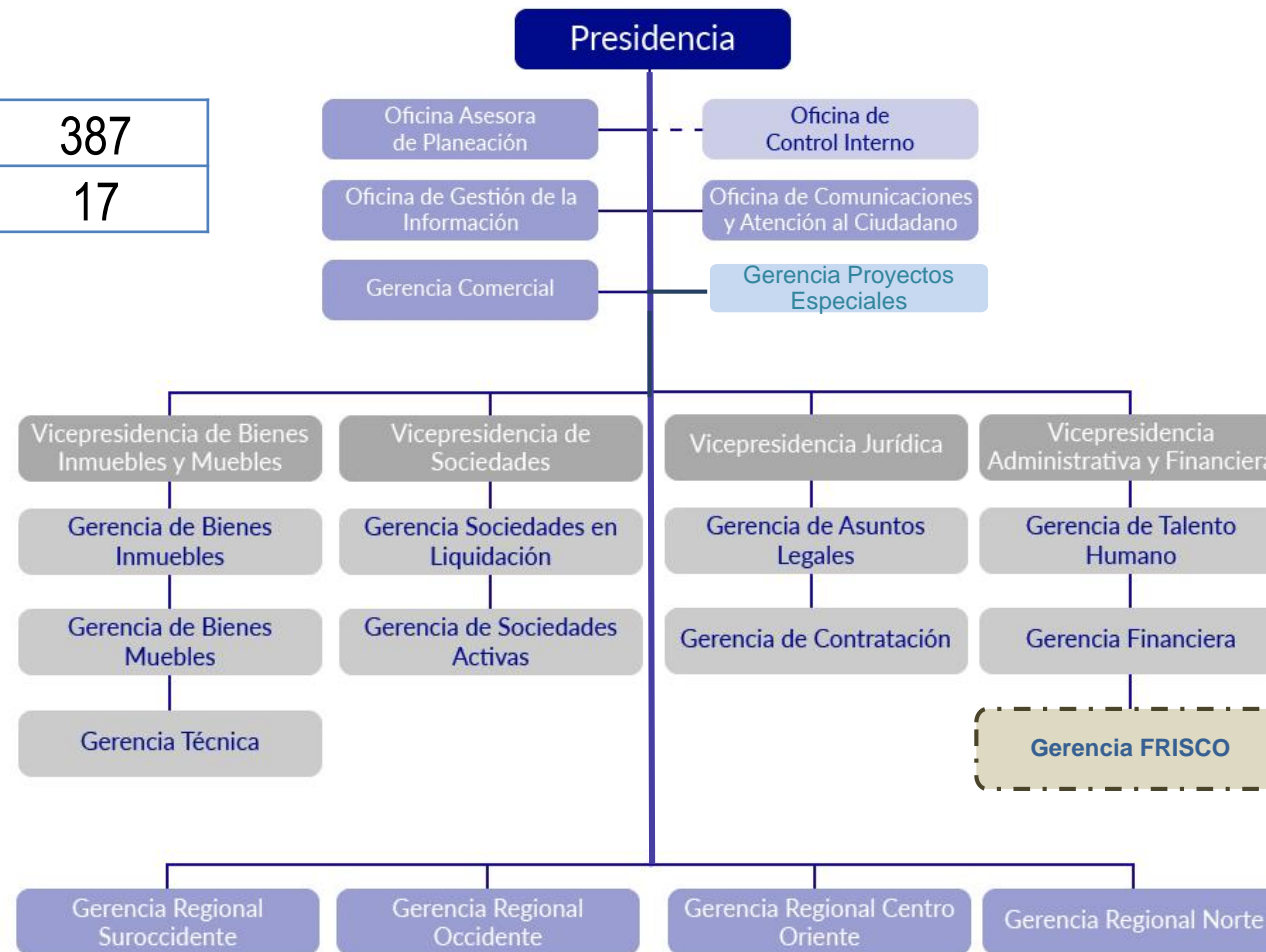 Presidencia
387
17
Oficina Asesora
de Planeación
Oficina de
Control Interno
Oficina de Gestión de la
Información
Oficina de Comunicaciones
y Atención al Ciudadano
Gerencia Comercial
Gerencia Proyectos
Especiales
Vicepresidencia de Bienes
Inmuebles y Muebles
Vicepresidencia de
Sociedades
Vicepresidencia Jurídica
Vicepresidencia
Administrativa y Financiera
Gerencia de Bienes
Inmuebles
Gerencia Sociedades en
Liquidación
Gerencia de Asuntos
Legales
Gerencia de Talento
Humano
Gerencia de Bienes
Muebles
Gerencia de Sociedades
Activas
Gerencia de Contratación
Gerencia Financiera
Gerencia Técnica
Gerencia FRISCO
Gerencia Regional
Suroccidente
Gerencia Regional
Occidente
Gerencia Regional Centro
Oriente
Gerencia Regional Norte